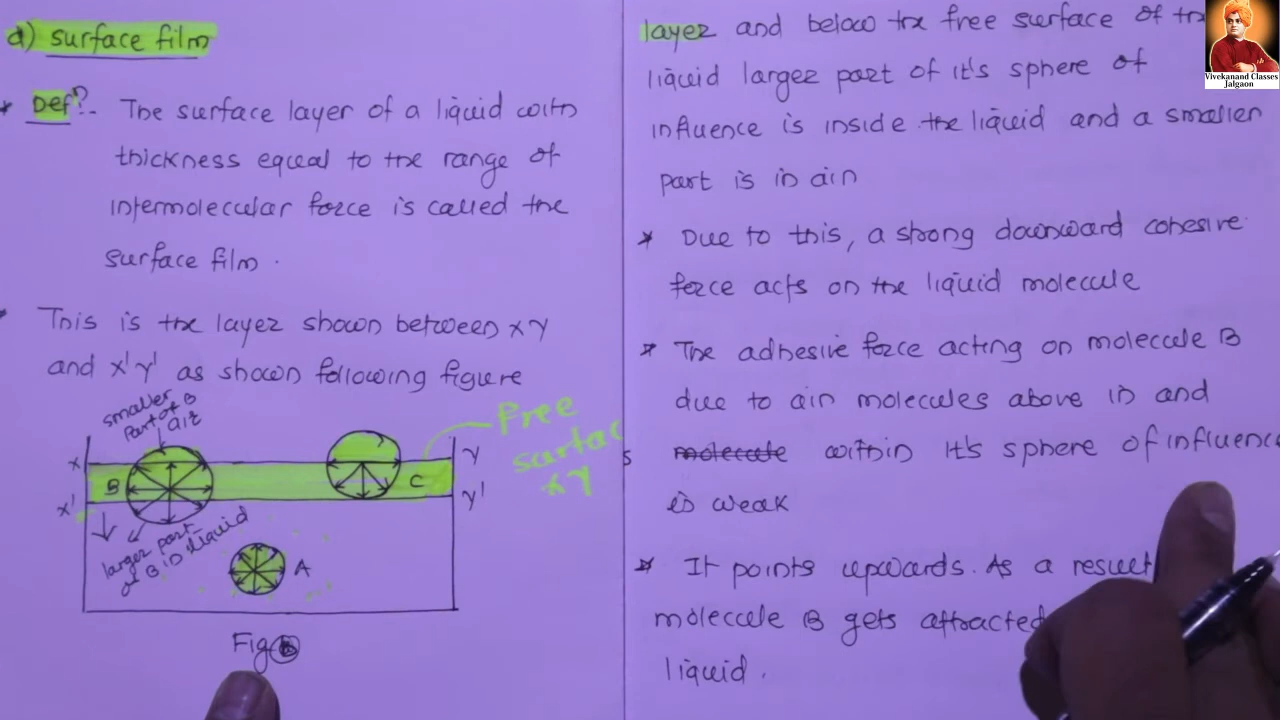 a) surface film
* Defn:- The surface layer of a liquid with
thickness equal to the range of
intermolecular force is called the
surface film.
This is the layer shown between XY
and X'Y' as shown following figure
smaller
part of B
air
Free
surfac
XY
X
Y
B
C
X'
Y'
larger part
of B in liquid
A
Fig b
layer and below the free surface of the
liquid larger part of it's sphere of
influence is inside the liquid and a smaller
part is in air
* Due to this, a strong downward cohesive
force acts on the liquid molecule
* The adhesive force acting on molecule B
due to air molecules above in and
molecule within it's sphere of influence
is weak
* It points upwards. As a result
molecule B gets attracted
liquid.
Vivekanand Classes
Jalgaon